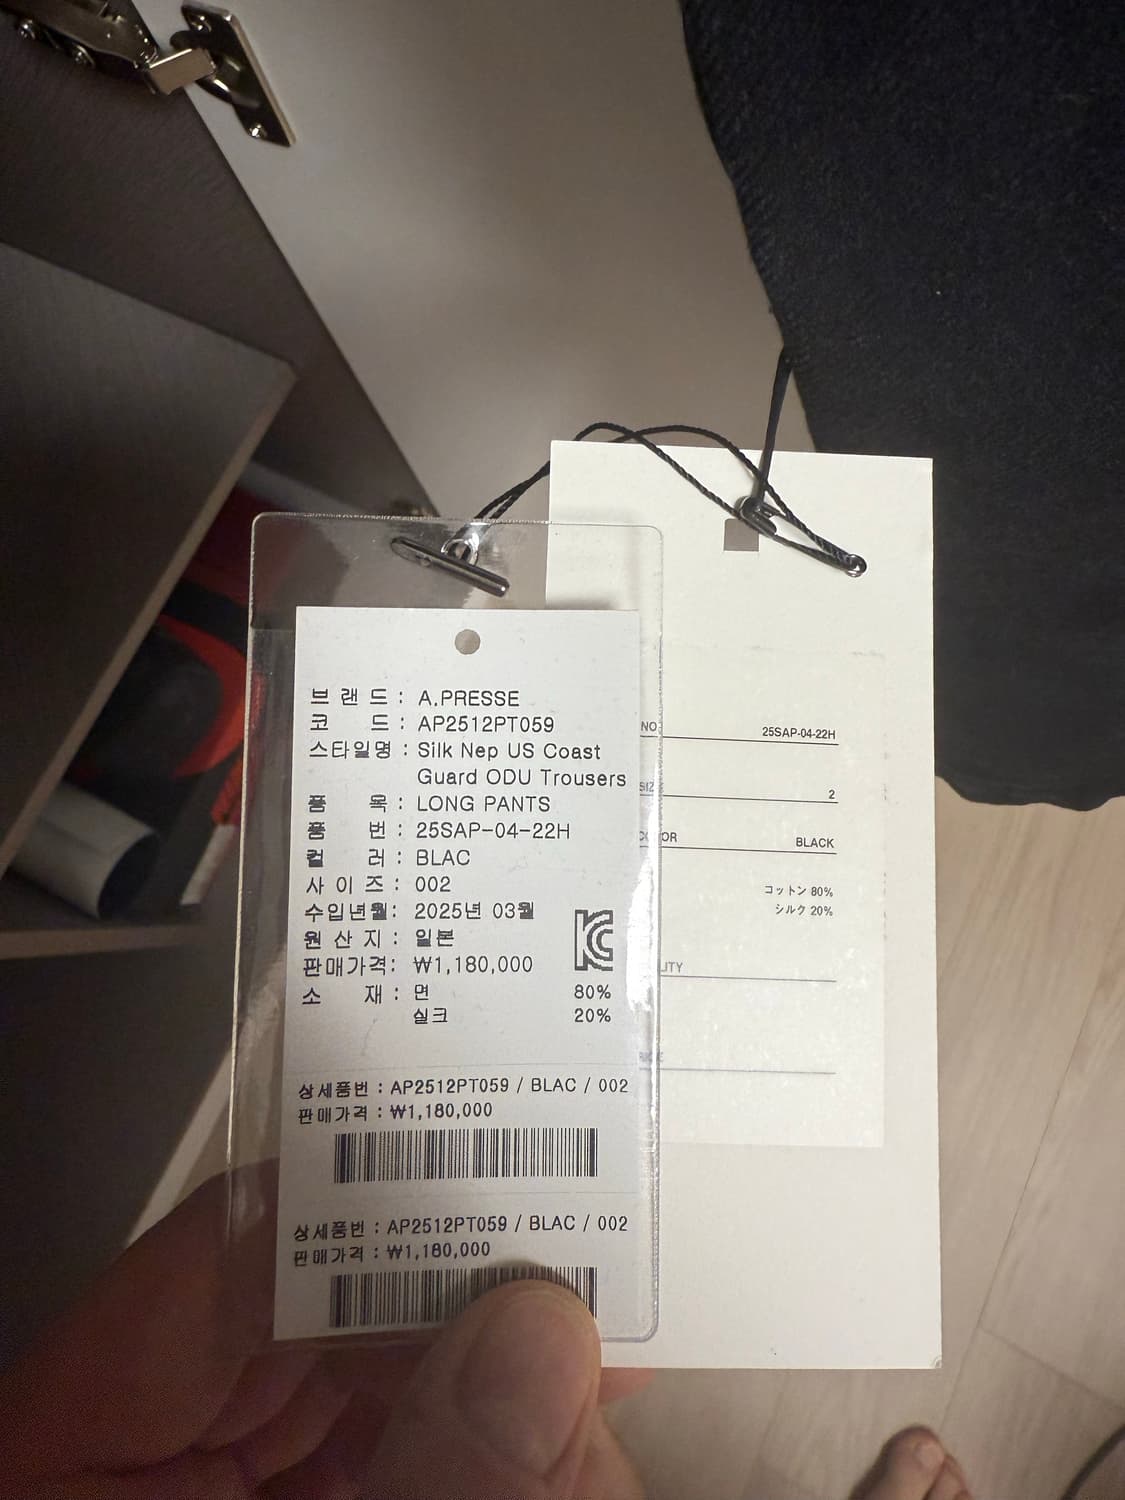 브랜드 : A.PRESSE
코드 : AP2512PT059
스타일명 : Silk Nep US Coast
Guard ODU Trousers
품목 : LONG PANTS
품번 : 25SAP-04-22H
컬러 : BLAC
사이즈 : 002
수입년월 : 2025년 03월
원산지 : 일본
판매가격 : ₩1,180,000
소재 : 면 80%
실크 20%
상세품번 : AP2512PT059 / BLAC / 002
판매가격 : ₩1,180,000
상세품번 : AP2512PT059 / BLAC / 002
판매가격 : ₩1,180,000
NO 25SAP-04-22H
SIZ 2
COLOR BLACK
コットン 80%
シルク 20%
LITY